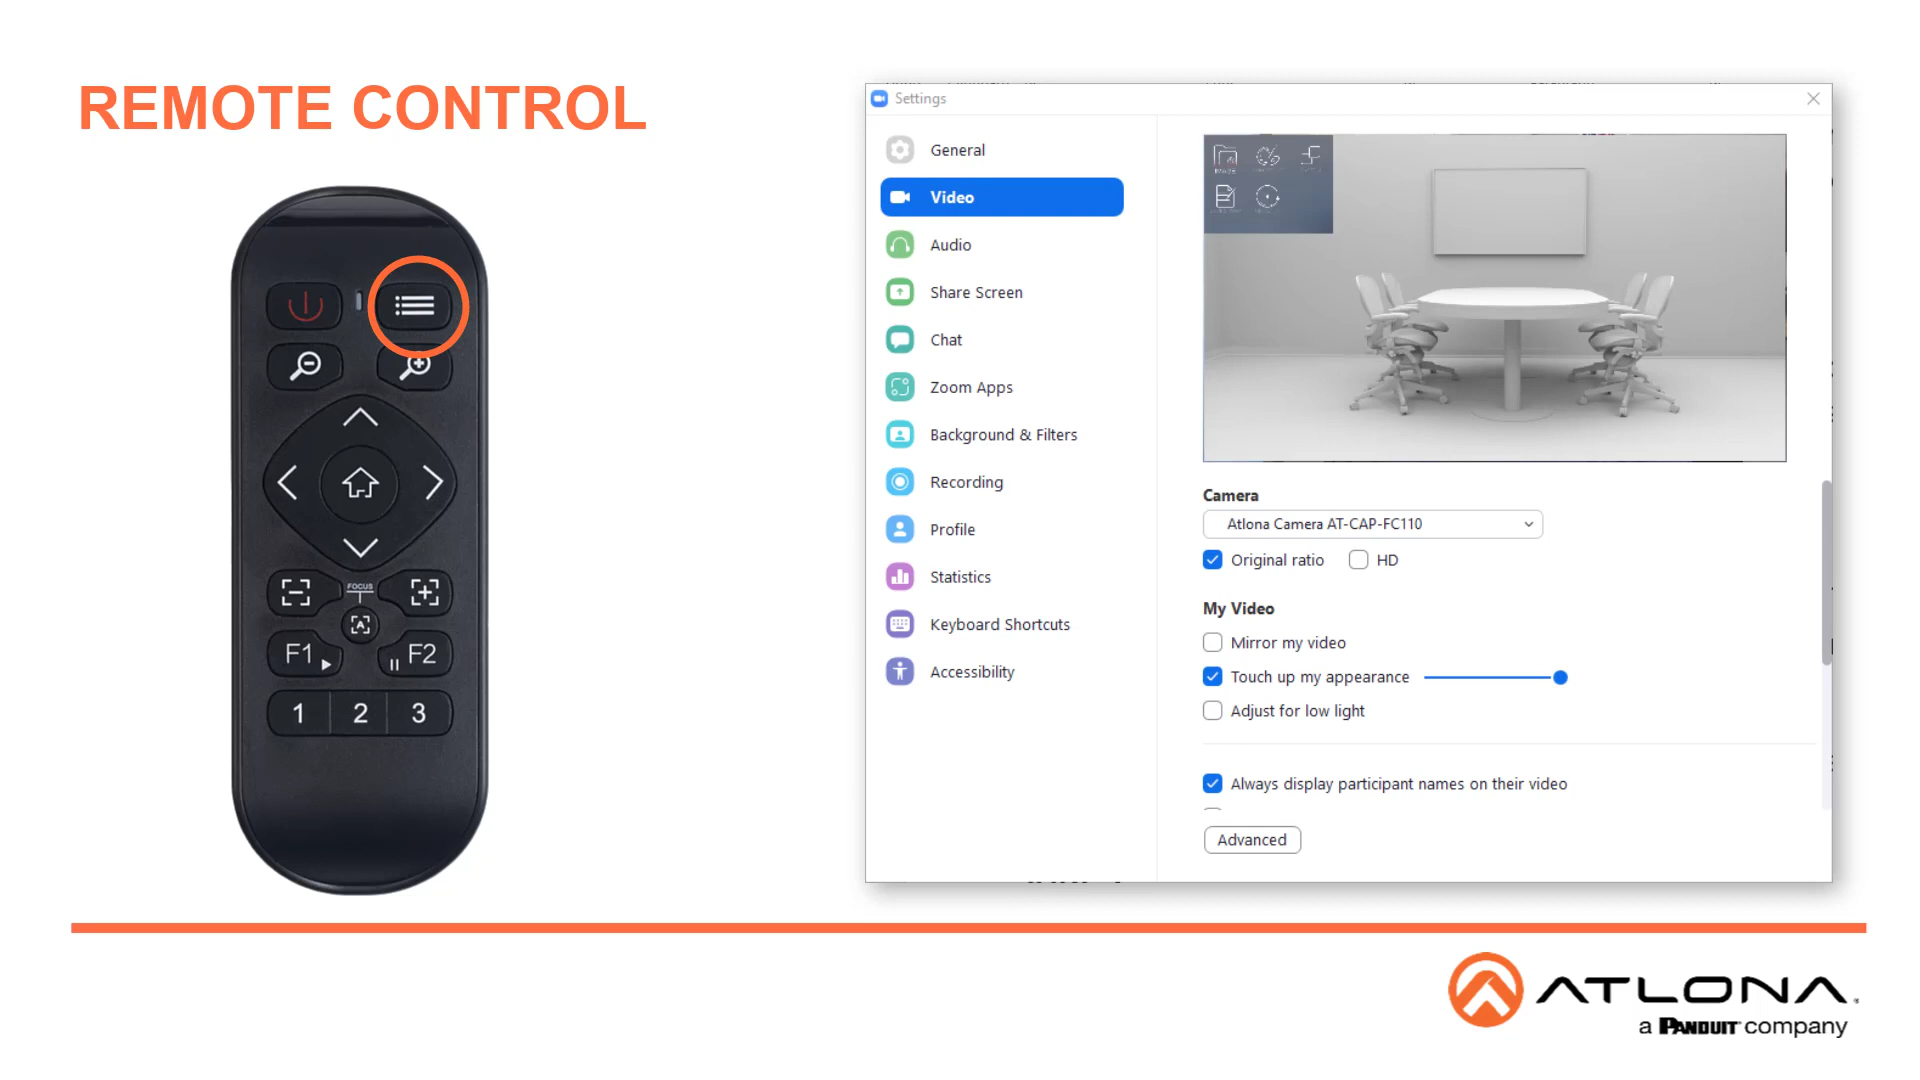 REMOTE CONTROL
FOCUS
A
F1
F2
1 2 3
Settings
General
Video
Audio
Share Screen
Chat
Zoom Apps
Background & Filters
Recording
Profile
Statistics
Keyboard Shortcuts
Accessibility
IMAGE
Camera
Atlona Camera AT-CAP-FC110
Original ratio
HD
My Video
Mirror my video
Touch up my appearance
Adjust for low light
Always display participant names on their video
Advanced
ATLONA
a PANDUIT company